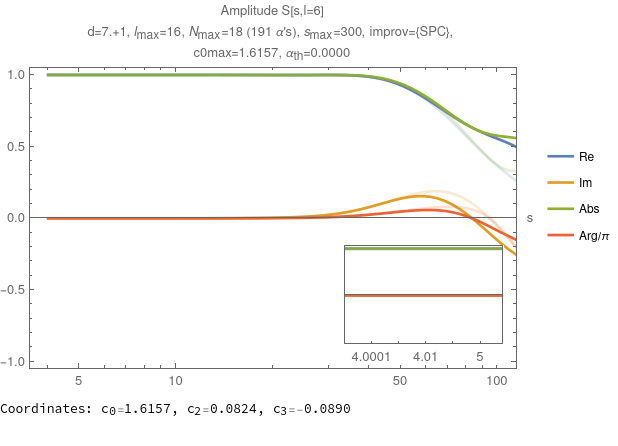 Amplitude S[s,l=6]
d=7.+1, lmax=16, Nmax=18 (191 α's), smax=300, improv={SPC},
c0max=1.6157, αth=0.0000
1.0
0.5
0.0
−0.5
−1.0
s
Re
Im
Abs
Arg/π
4.0001 4.01 5
5 10 50 100
Coordinates: c0=1.6157, c2=0.0824, c3=-0.0890